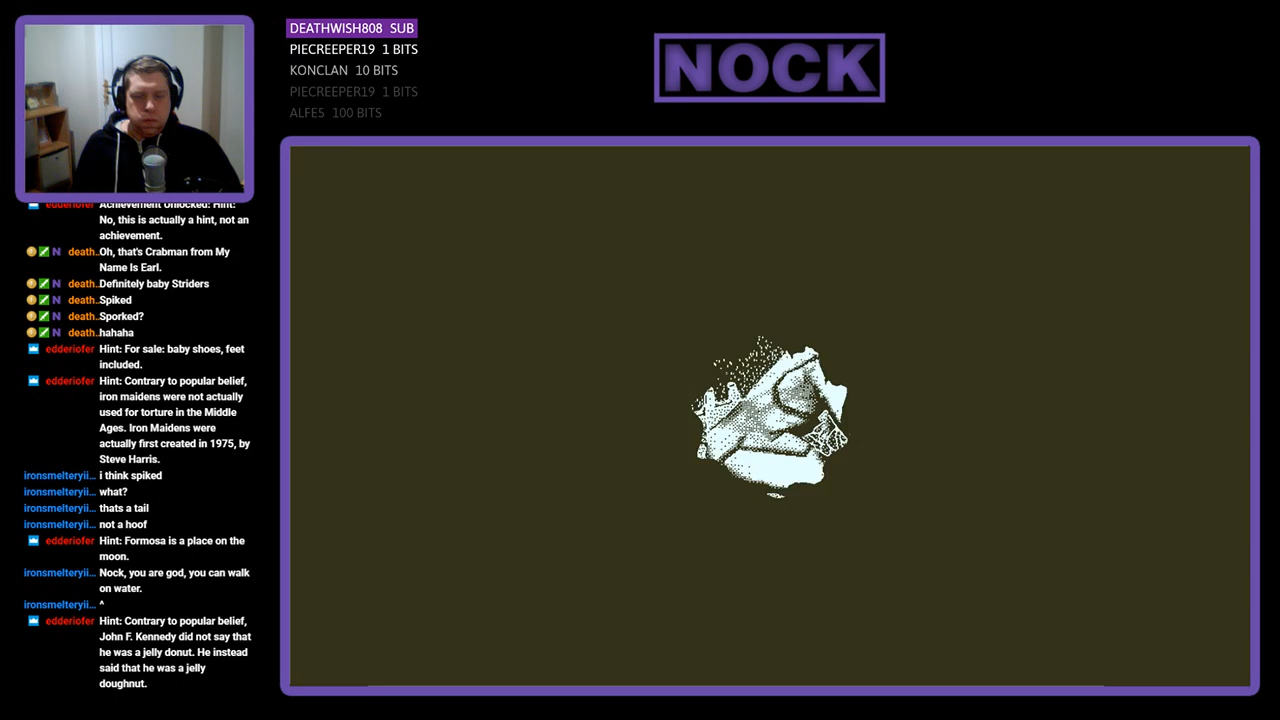 DEATHWISH808 SUB
PIECREEPER19 1 BITS
KONCLAN 10 BITS
PIECREEPER19 1 BITS
ALFE5 100 BITS
NOCK
edderiofer Achievement Unlocked: Hint:
No, this is actually a hint, not an
achievement.
N death.. Oh, that's Crabman from My
Name Is Earl.
N death.. Definitely baby Striders
N death.. Spiked
N death.. Sporked?
N death.. hahaha
edderiofer Hint: For sale: baby shoes, feet
included.
edderiofer Hint: Contrary to popular belief,
iron maidens were not actually
used for torture in the Middle
Ages. Iron Maidens were
actually first created in 1975, by
Steve Harris.
ironsmelteryii... i think spiked
ironsmelteryii... what?
ironsmelteryii... thats a tail
ironsmelteryii... not a hoof
edderiofer Hint: Formosa is a place on the
moon.
ironsmelteryii... Nock, you are god, you can walk
on water.
ironsmelteryii... ^
edderiofer Hint: Contrary to popular belief,
John F. Kennedy did not say that
he was a jelly donut. He instead
said that he was a jelly
doughnut.